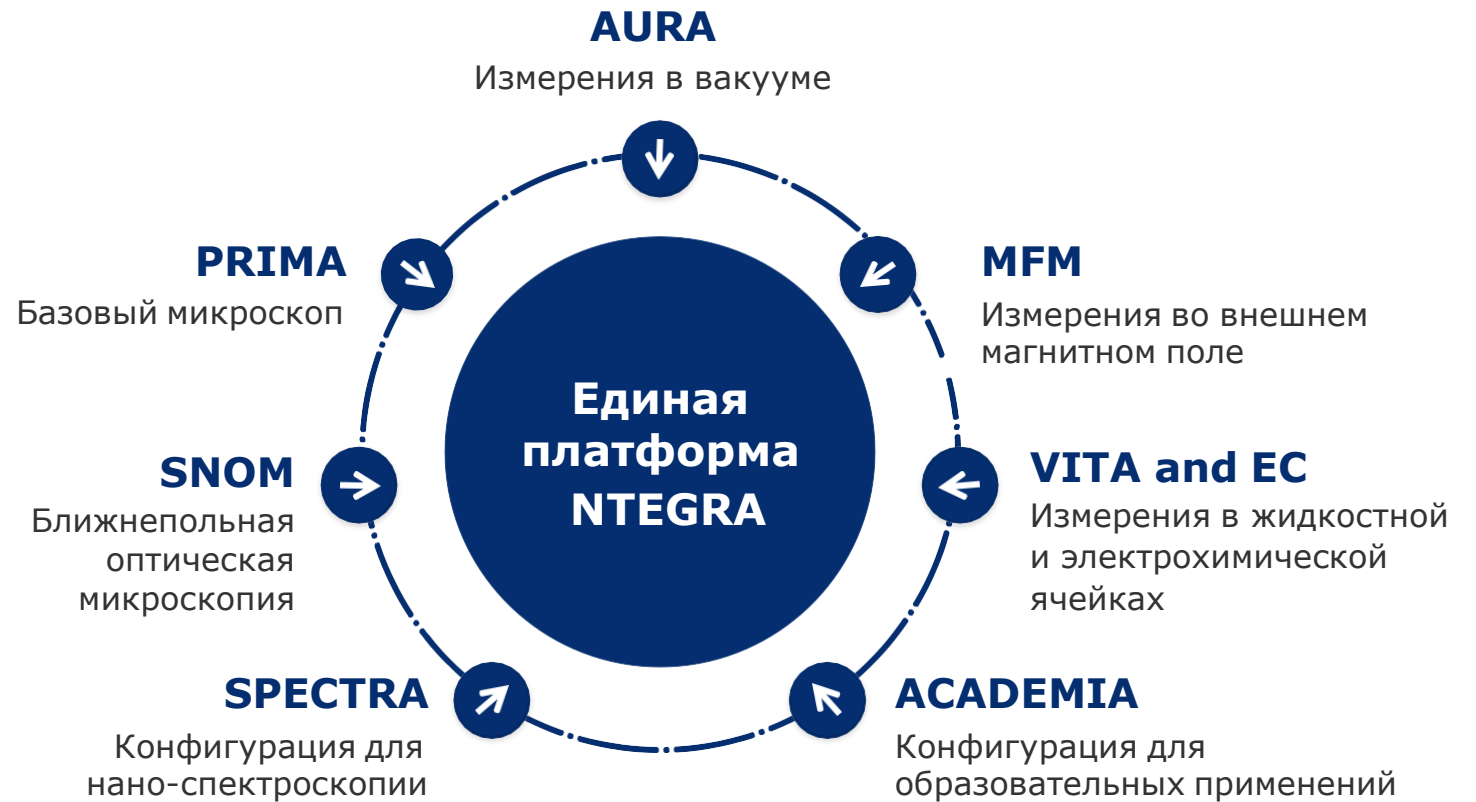 AURA
Измерения в вакууме
PRIMA
Базовый микроскоп
MFM
Измерения во внешнем
магнитном поле
Единая
платформа
NTEGRA
SNOM
Ближнепольная
оптическая
микроскопия
VITA and EC
Измерения в жидкостной
и электрохимической
ячейках
SPECTRA
Конфигурация для
нано-спектроскопии
ACADEMIA
Конфигурация для
образовательных применений